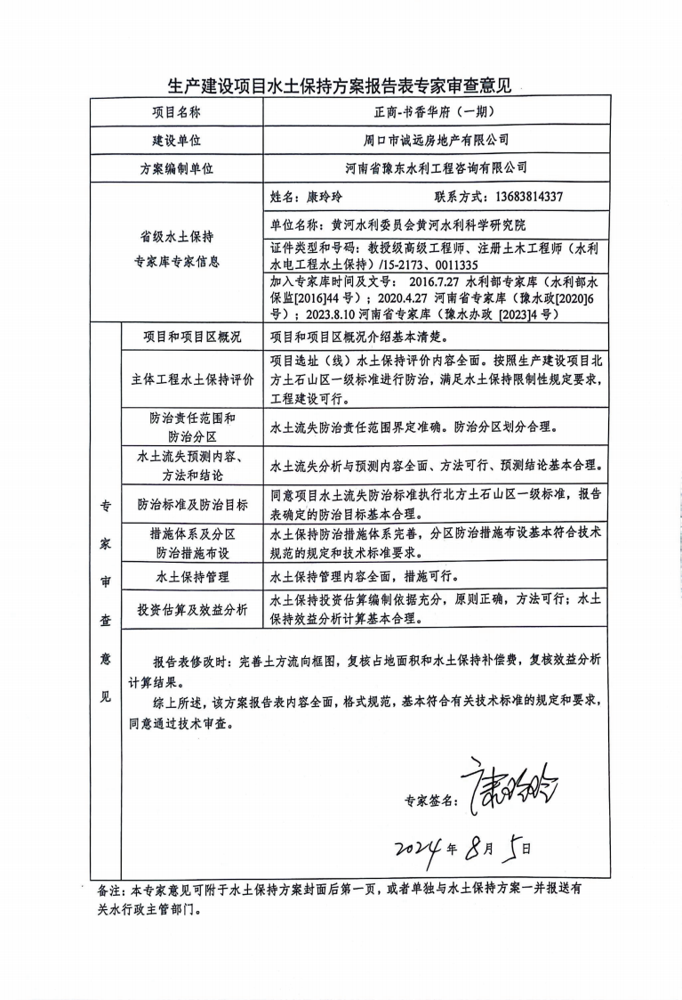 生产建设项目水土保持方案报告表专家审查意见
项目名称
正商-书香华府（一期）
建设单位
周口市诚远房地产有限公司
方案编制单位
河南省豫东水利工程咨询有限公司
省级水土保持
专家库专家信息
姓名：康玲玲 联系方式：13683814337
单位名称：黄河水利委员会黄河水利科学研究院
证件类型和号码：教授级高级工程师、注册土木工程师（水利
水电工程水土保持）/15-2173、0011335
加入专家库时间及文号： 2016.7.27 水利部专家库（水利部水
保监[2016]44 号）；2020.4.27 河南省专家库（豫水政[2020]6
号）；2023.8.10 河南省专家库（豫水办政 [2023]4 号）
专家审查意见
项目和项目区概况
项目和项目区概况介绍基本清楚。
主体工程水土保持评价
项目选址（线）水土保持评价内容全面。按照生产建设项目北
方土石山区一级标准进行防治，满足水土保持限制性规定要求，
工程建设可行。
防治责任范围和
防治分区
水土流失防治责任范围界定准确。防治分区划分合理。
水土流失预测内容、
方法和结论
水土流失分析与预测内容全面、方法可行、预测结论基本合理。
防治标准及防治目标
同意项目水土流失防治标准执行北方土石山区一级标准，报告
表确定的防治目标基本合理。
措施体系及分区
防治措施布设
水土保持防治措施体系完善，分区防治措施布设基本符合技术
规范的规定和技术标准要求。
水土保持管理
水土保持管理内容全面，措施可行。
投资估算及效益分析
水土保持投资估算编制依据充分，原则正确，方法可行；水土
保持效益分析计算基本合理。
报告表修改时：完善土方流向框图，复核占地面积和水土保持补偿费，复核效益分析
计算结果。
综上所述，该方案报告表内容全面，格式规范，基本符合有关技术标准的规定和要求，
同意通过技术审查。
专家签名：康玲玲
2024 年 8 月 5 日
备注：本专家意见可附于水土保持方案封面后第一页，或者单独与水土保持方案一并报送有
关水行政主管部门。